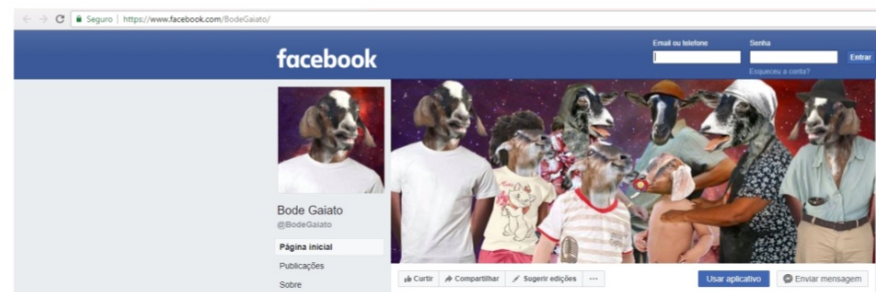 Seguro | https://www.facebook.com/BodeGaiato/
facebook
Email ou telefone
Senha
Entrar
Esqueceu a conta?
Bode Gaiato
@BodeGaiato
Página inicial
Publicações
Sobre
Curtir Compartilhar Sugerir edições ... Usar aplicativo Enviar mensagem